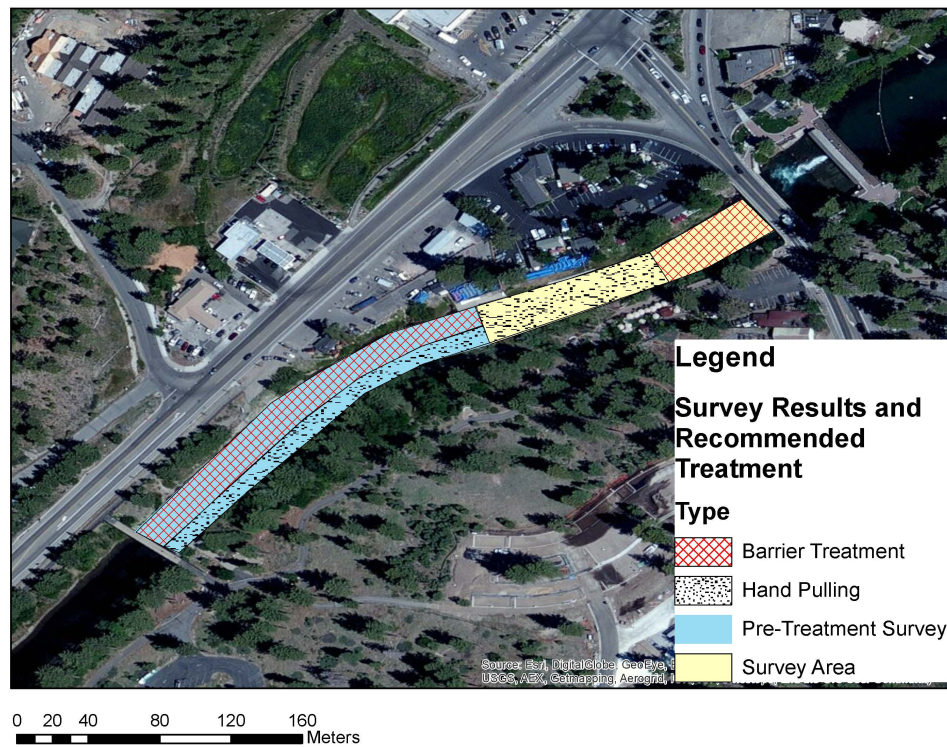 Legend
Survey Results and
Recommended
Treatment
Type
Barrier Treatment
Hand Pulling
Pre-Treatment Survey
Survey Area
Source: Esri, DigitalGlobe, GeoEye,
USGS, AEX, Getmapping, Aerogrid,
0 20 40 80 120 160
Meters